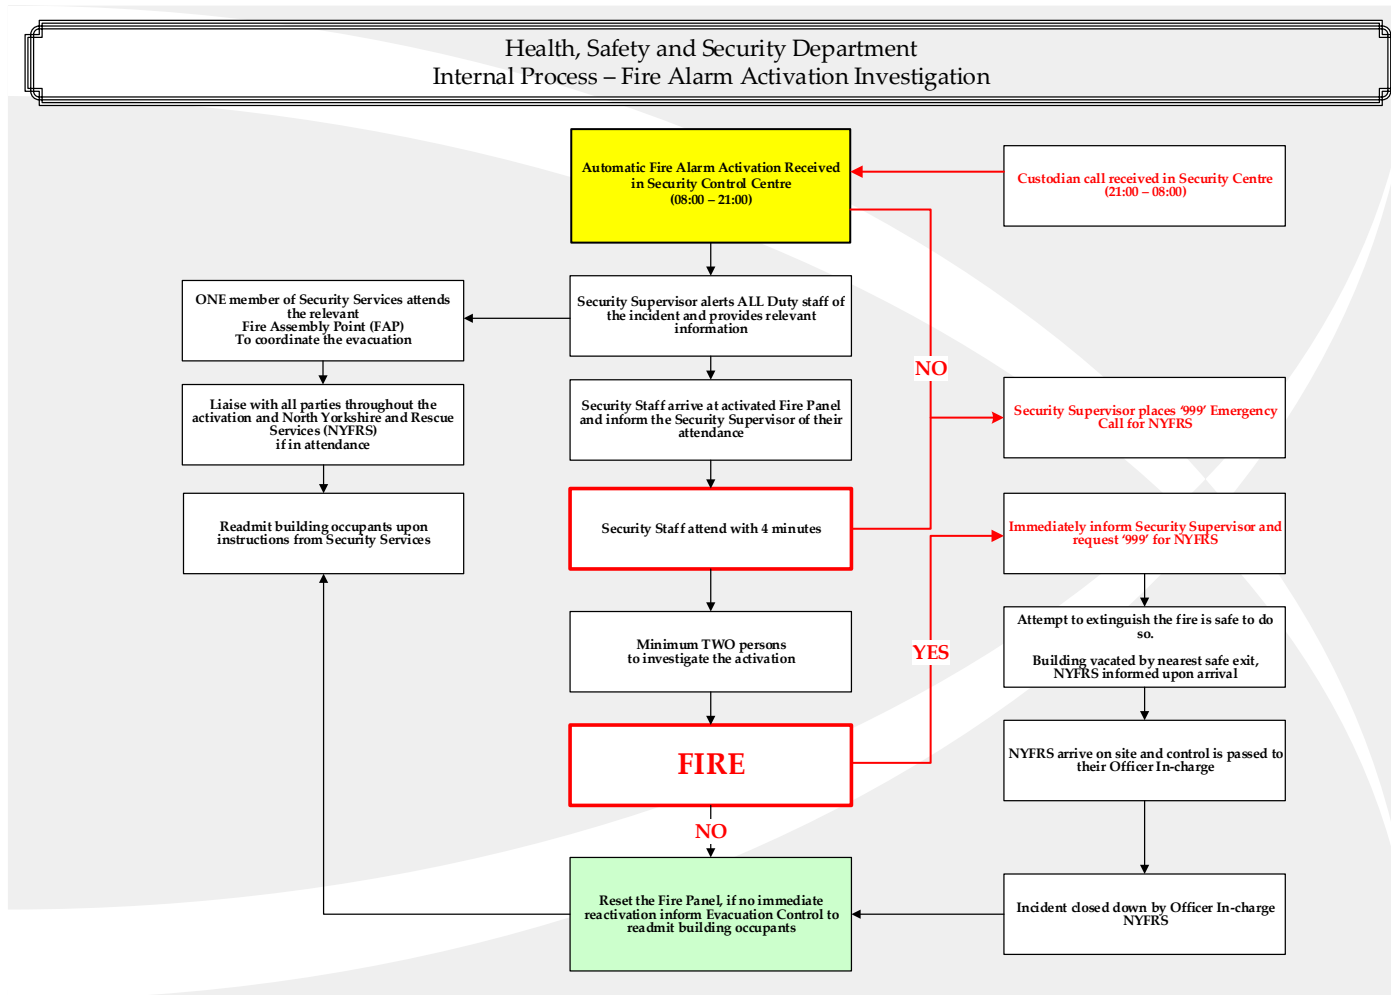 Health, Safety and Security Department
Internal Process – Fire Alarm Activation Investigation
Automatic Fire Alarm Activation Received
in Security Control Centre
(08:00 – 21:00)
Custodian call received in Security Centre
(21:00 – 08:00)
ONE member of Security Services attends
the relevant
Fire Assembly Point (FAP)
To coordinate the evacuation
Security Supervisor alerts ALL Duty staff of
the incident and provides relevant
information
NO
Liaise with all parties throughout the
activation and North Yorkshire and Rescue
Services (NYFRS)
if in attendance
Security Staff arrive at activated Fire Panel
and inform the Security Supervisor of their
attendance
Security Supervisor places ‘999’ Emergency
Call for NYFRS
Readmit building occupants upon
instructions from Security Services
Security Staff attend with 4 minutes
Immediately inform Security Supervisor and
request ‘999’ for NYFRS
Minimum TWO persons
to investigate the activation
YES
Attempt to extinguish the fire is safe to do
so.
Building vacated by nearest safe exit,
NYFRS informed upon arrival
FIRE
NYFRS arrive on site and control is passed to
their Officer In-charge
NO
Reset the Fire Panel, if no immediate
reactivation inform Evacuation Control to
readmit building occupants
Incident closed down by Officer In-charge
NYFRS